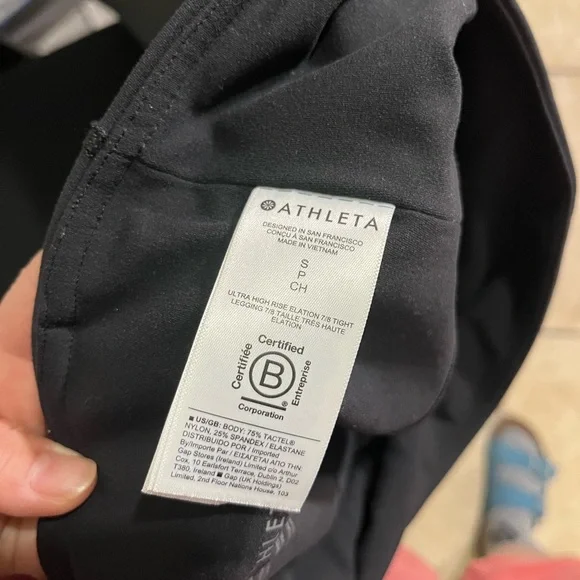 ATHLETA
DESIGNED IN SAN FRANCISCO
CONÇU À SAN FRANCISCO
MADE IN VIETNAM
S
P
CH
ULTRA HIGH RISE ELATION 7/8 TIGHT
LEGGING 7/8 TAILLE TRÈS HAUTE
ELATION
Certified
Certifiée
B
Entreprise
Corporation
■ US/GB: BODY: 75% TACTEL®
NYLON, 25% SPANDEX / ELASTANE
DISTRIBUIDO POR / Imported
By/Importe Par / ΕΙΣΑΓΕΤΑΙ ΑΠΟ ΤΗΝ
Gap Stores (Ireland) Limited c/o Arthur
Cox, 10 Earlsfort Terrace, Dublin 2, D02
T380, Ireland ■ Gap (UK Holdings)
Limited, 2nd Floor Nations House, 103
HLET